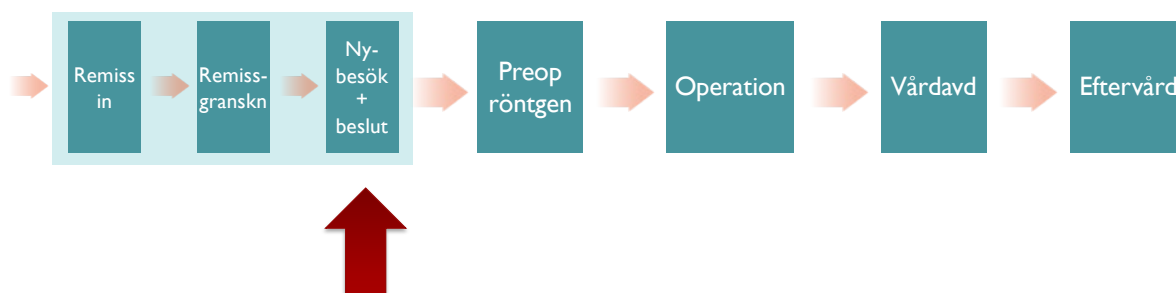 Remiss
in
Remiss-
granskn
Ny-
besök
+
beslut
Preop
röntgen
Operation
Vårdavd
Eftervård